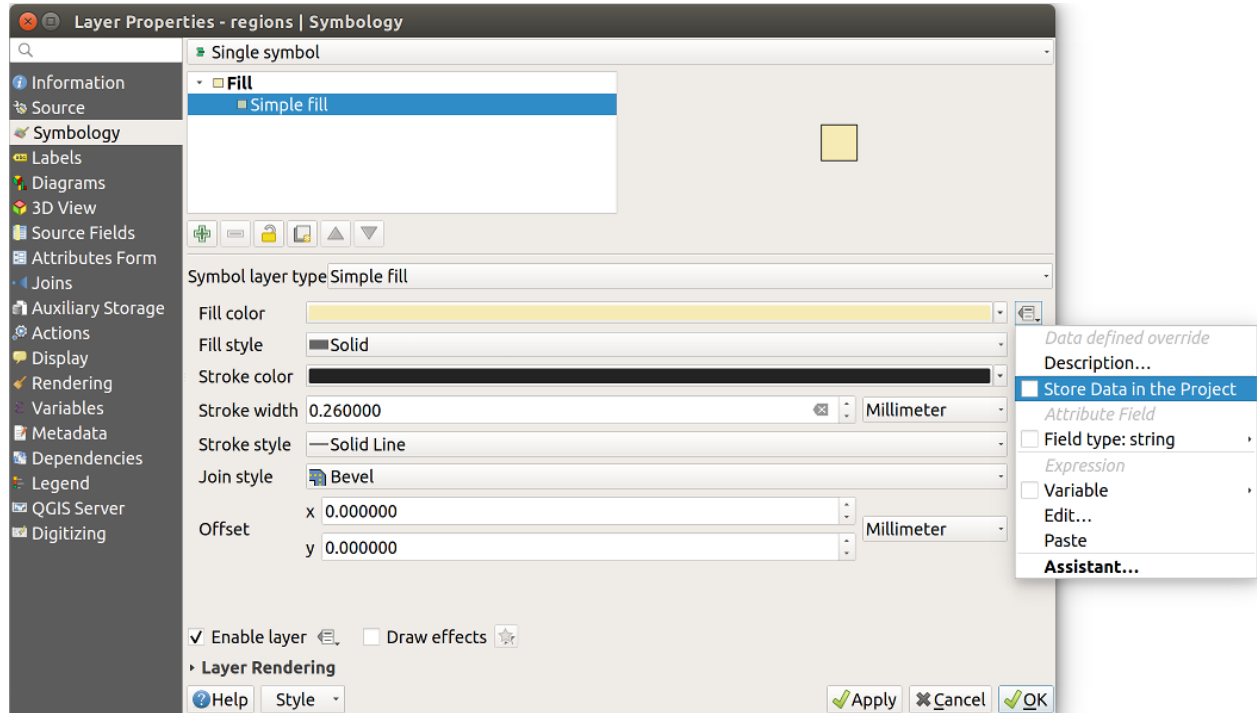 Layer Properties - regions | Symbology
Single symbol
Information
Source
Symbology
Labels
Diagrams
3D View
Source Fields
Attributes Form
Joins
Auxiliary Storage
Actions
Display
Rendering
Variables
Metadata
Dependencies
Legend
QGIS Server
Digitizing
Fill
Simple fill
Symbol layer type Simple fill
Fill color
Fill style Solid
Stroke color
Stroke width 0.260000 Millimeter
Stroke style Solid Line
Join style Bevel
Offset x 0.000000 Millimeter
y 0.000000
Data defined override
Description...
Store Data in the Project
Attribute Field
Field type: string
Expression
Variable
Edit...
Paste
Assistant...
Enable layer Draw effects
Layer Rendering
Help Style Apply Cancel OK